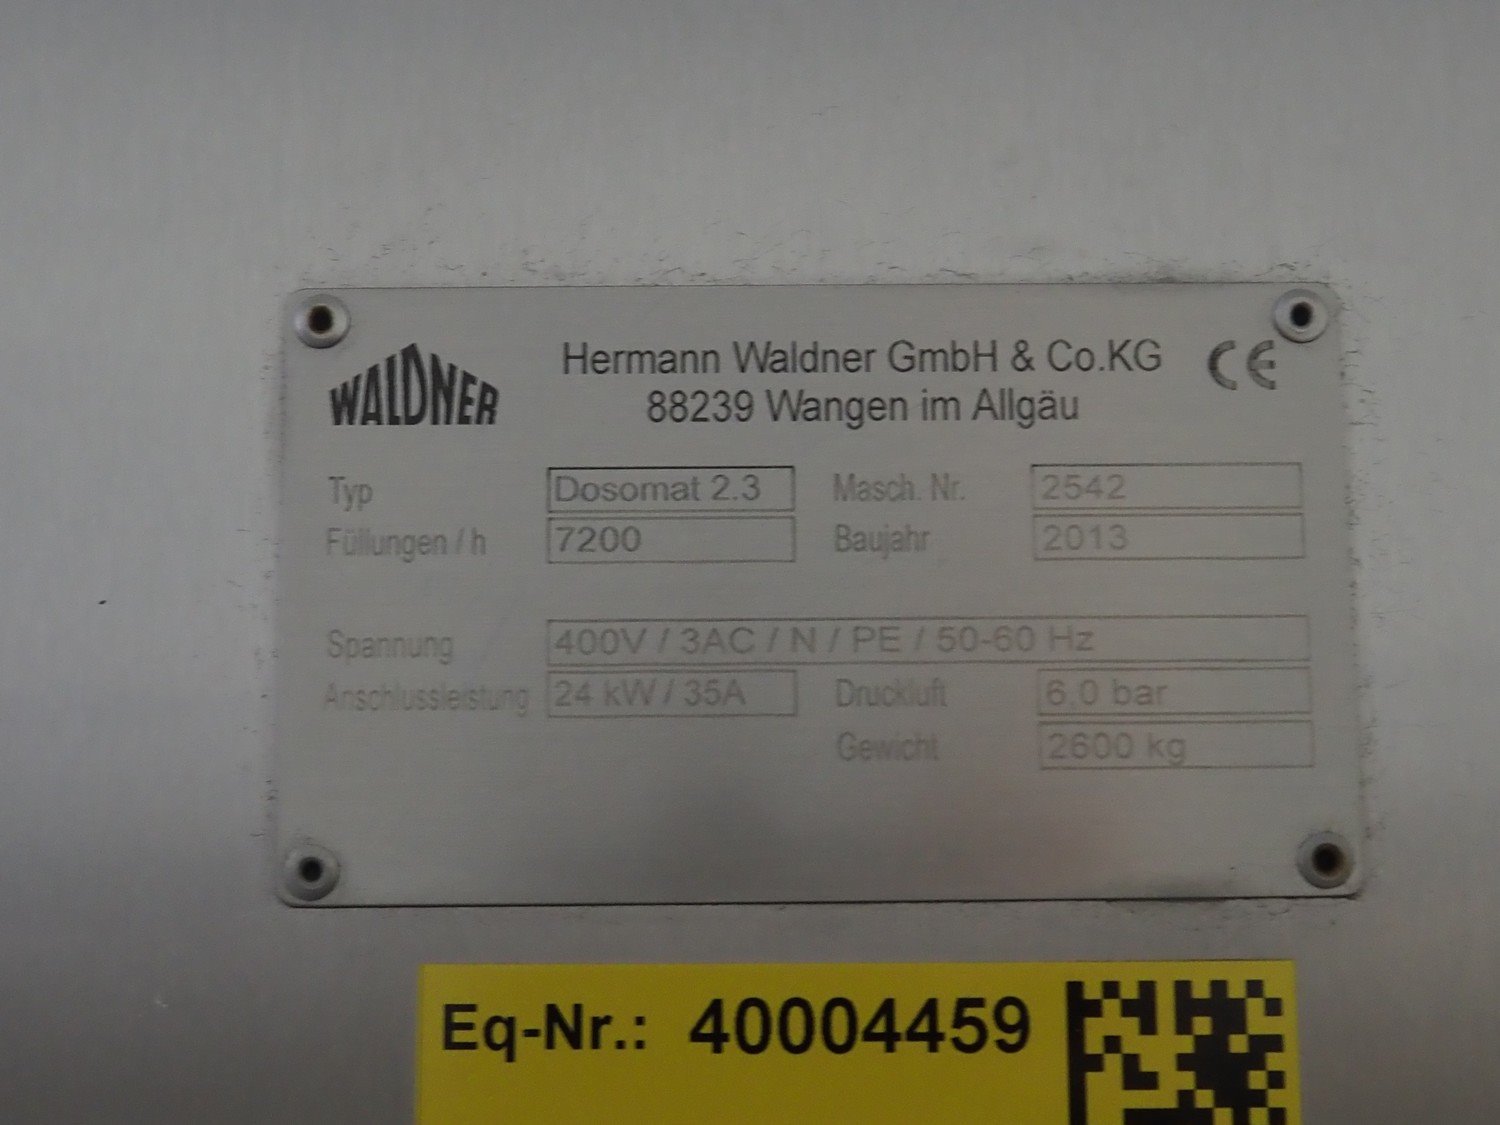 WALDNER
Hermann Waldner GmbH & Co.KG CE
88239 Wangen im Allgäu
Typ Dosomat 2.3 Masch. Nr. 2542
Füllungen / h 7200 Baujahr 2013
Spannung 400V / 3AC / N / PE / 50-60 Hz
Anschlussleistung 24 kW / 35A Druckluft 6,0 bar
Gewicht 2600 kg
Eq-Nr.: 40004459